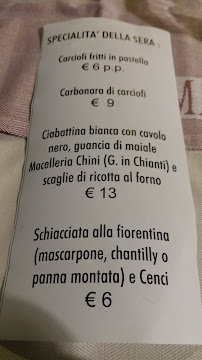 SPECIALITA' DELLA SERA :
Carciofi fritti in pastella
€ 6 p.p.
Carbonara di carciofi
€ 9
Ciabattina bianca con cavolo
nero, guancia di maiale
Macelleria Chini (G. in Chianti) e
scaglie di ricotta al forno
€ 13
Schiacciata alla fiorentina
(mascarpone, chantilly o
panna montata) e Cenci
€ 6